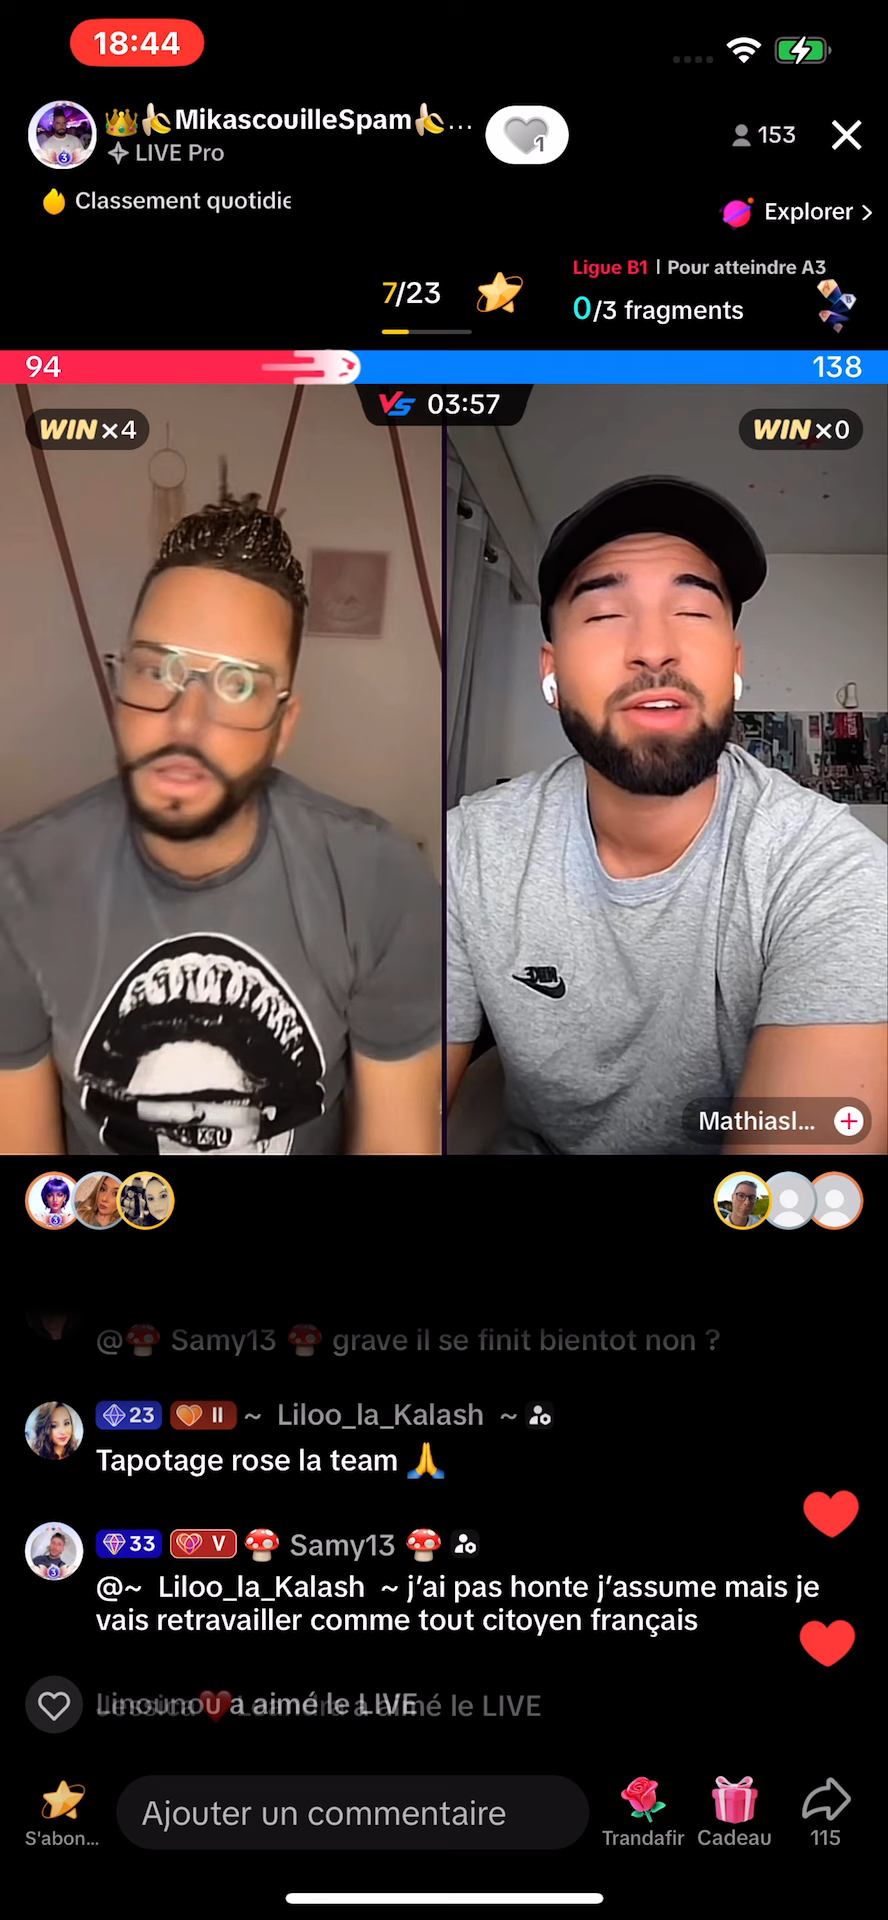 18:44
👑🍌MikascouilleSpam🍌...
LIVE Pro
1
153
Classement quotidie
Explorer >
7/23
Ligue B1 | Pour atteindre A3
0/3 fragments
94
138
VS 03:57
WIN x4
WIN x0
NIKE
Mathiasl...
@🍄 Samy13 🍄 grave il se finit bientot non ?
23 II ~ Liloo_la_Kalash ~
Tapotage rose la team 🙏
33 V 🍄 Samy13 🍄
@~ Liloo_la_Kalash ~ j'ai pas honte j'assume mais je
vais retravailler comme tout citoyen français
a aimé le LIVE
Ajouter un commentaire
S'abon...
Trandafir
Cadeau
115